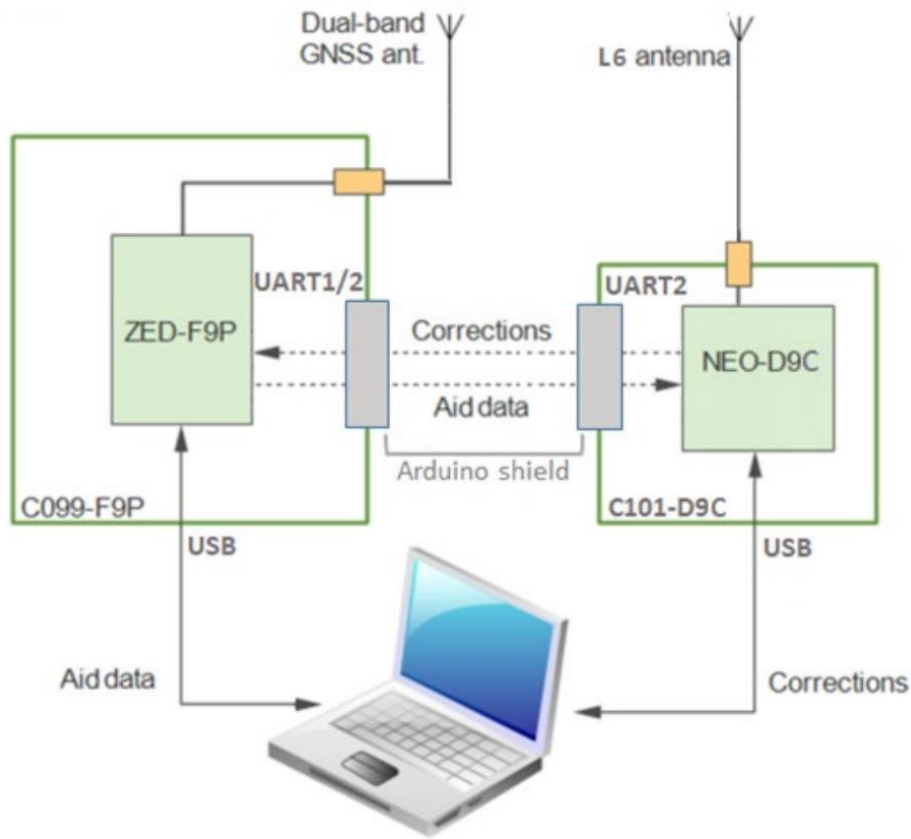 Dual-band
GNSS ant.
L6 antenna
UART1/2
UART2
ZED-F9P
Corrections
NEO-D9C
Aid data
Arduino shield
C099-F9P
C101-D9C
USB
USB
Aid data
Corrections